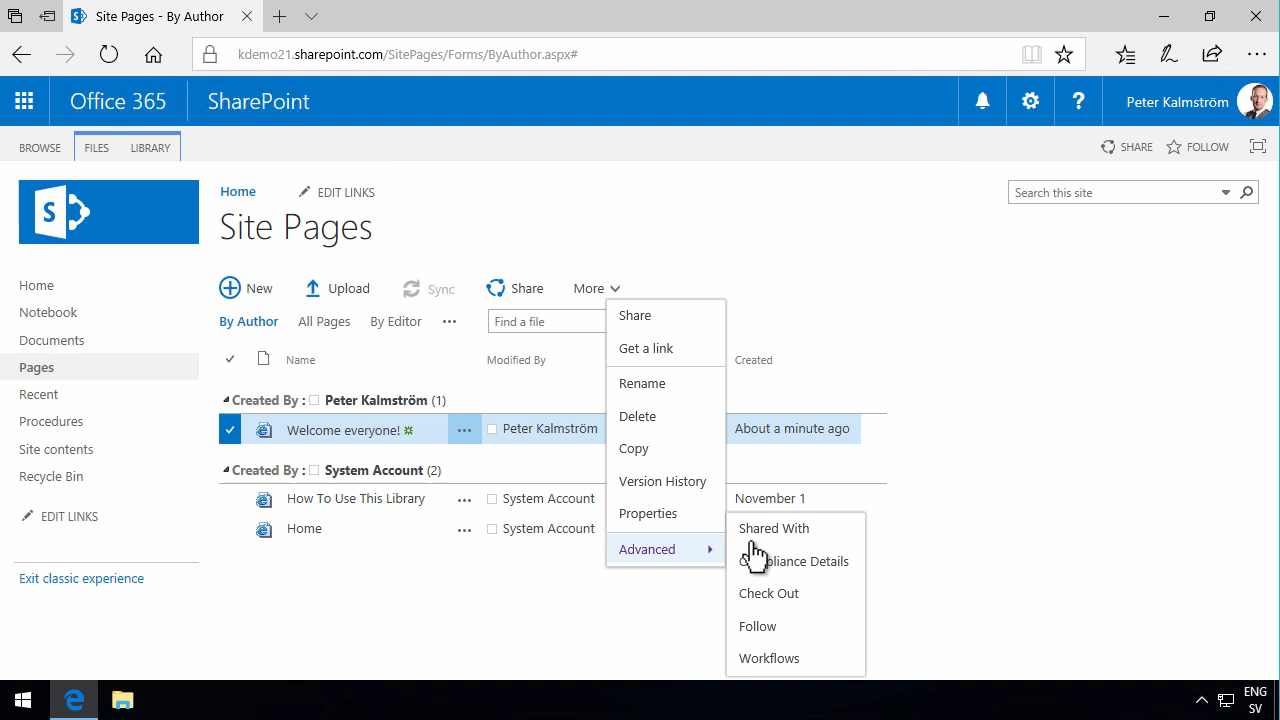 Site Pages - By Author
kdemo21.sharepoint.com/SitePages/Forms/ByAuthor.aspx#
Office 365
SharePoint
?
Peter Kalmström
BROWSE
FILES
LIBRARY
SHARE
FOLLOW
S
Home
EDIT LINKS
Search this site
Site Pages
Home
Notebook
Documents
Pages
Recent
Procedures
Site contents
Recycle Bin
EDIT LINKS
Exit classic experience
New
Upload
Sync
Share
More
By Author
All Pages
By Editor
Find a file
Name
Modified By
Created
Created By : Peter Kalmström (1)
Welcome everyone!
Peter Kalmström
About a minute ago
Created By : System Account (2)
How To Use This Library
System Account
November 1
Home
System Account
Share
Get a link
Rename
Delete
Copy
Version History
Properties
Advanced
Shared With
Details
Check Out
Follow
Workflows
ENG
SV